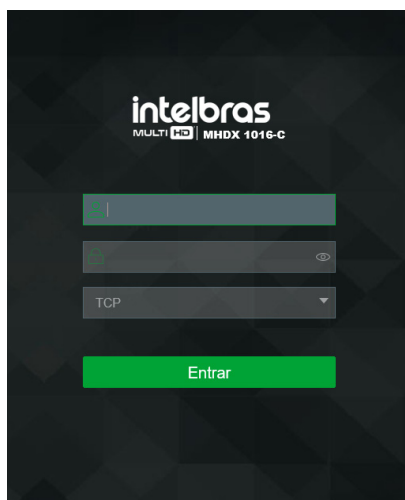 intelbras
MULTI HD | MHDX 1016-C
TCP
Entrar